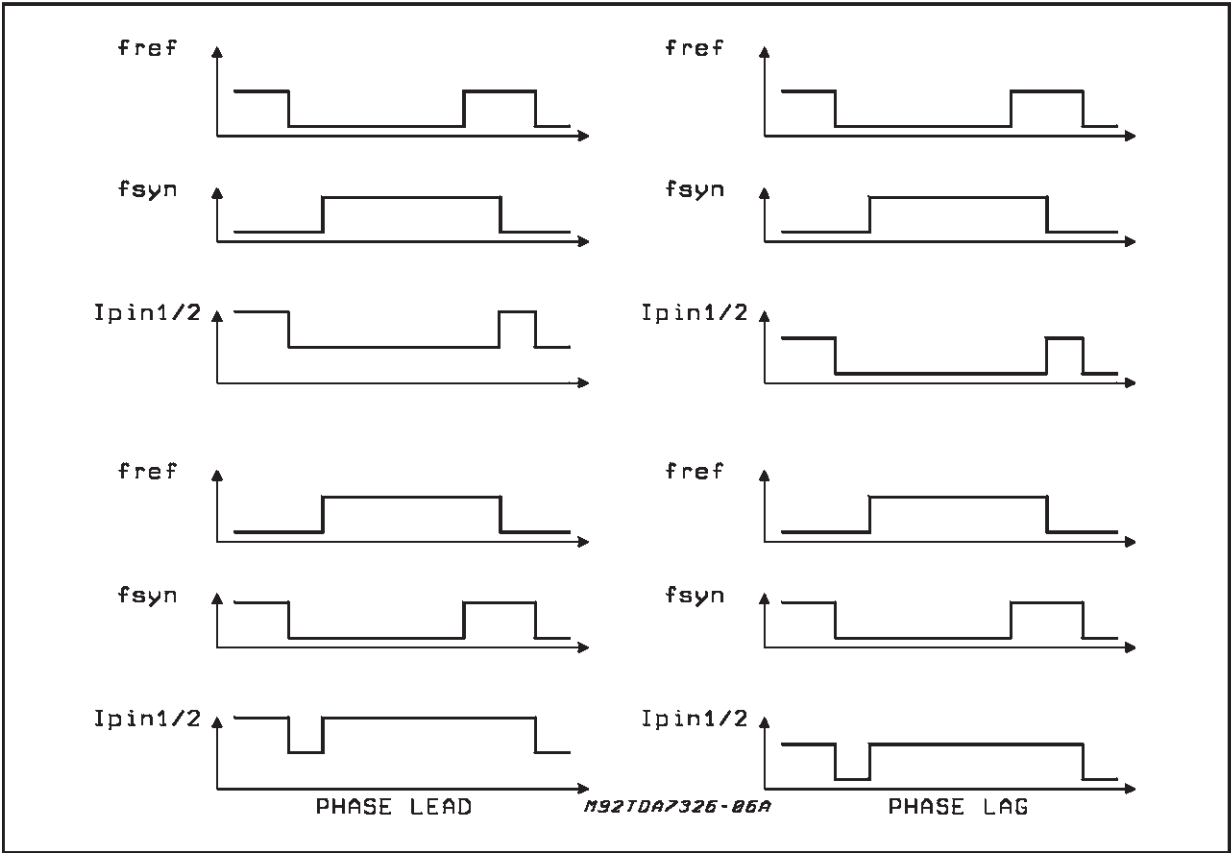 fref
fref
fsyn
fsyn
Ipin1/2
Ipin1/2
fref
fref
fsyn
fsyn
Ipin1/2
Ipin1/2
PHASE LEAD
M92TDA7326-06A
PHASE LAG